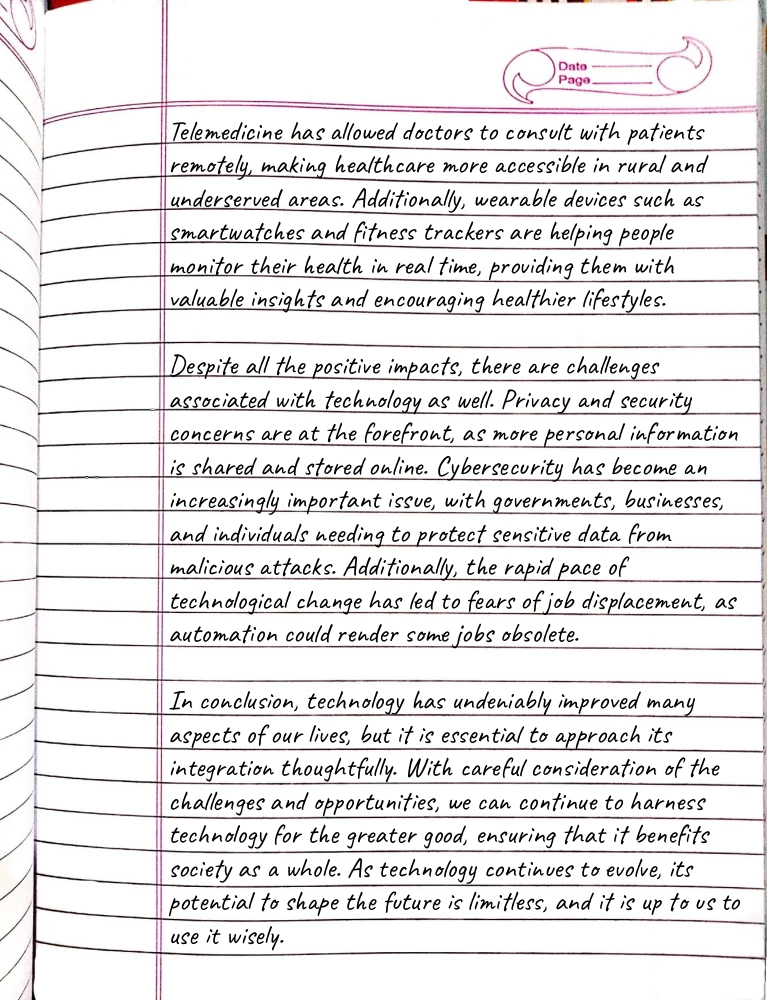 Date
Page
Telemedicine has allowed doctors to consult with patients
remotely, making healthcare more accessible in rural and
underserved areas. Additionally, wearable devices such as
smartwatches and fitness trackers are helping people
monitor their health in real time, providing them with
valuable insights and encouraging healthier lifestyles.
Despite all the positive impacts, there are challenges
associated with technology as well. Privacy and security
concerns are at the forefront, as more personal information
is shared and stored online. Cybersecurity has become an
increasingly important issue, with governments, businesses,
and individuals needing to protect sensitive data from
malicious attacks. Additionally, the rapid pace of
technological change has led to fears of job displacement, as
automation could render some jobs obsolete.
In conclusion, technology has undeniably improved many
aspects of our lives, but it is essential to approach its
integration thoughtfully. With careful consideration of the
challenges and opportunities, we can continue to harness
technology for the greater good, ensuring that it benefits
society as a whole. As technology continues to evolve, its
potential to shape the future is limitless, and it is up to us to
use it wisely.